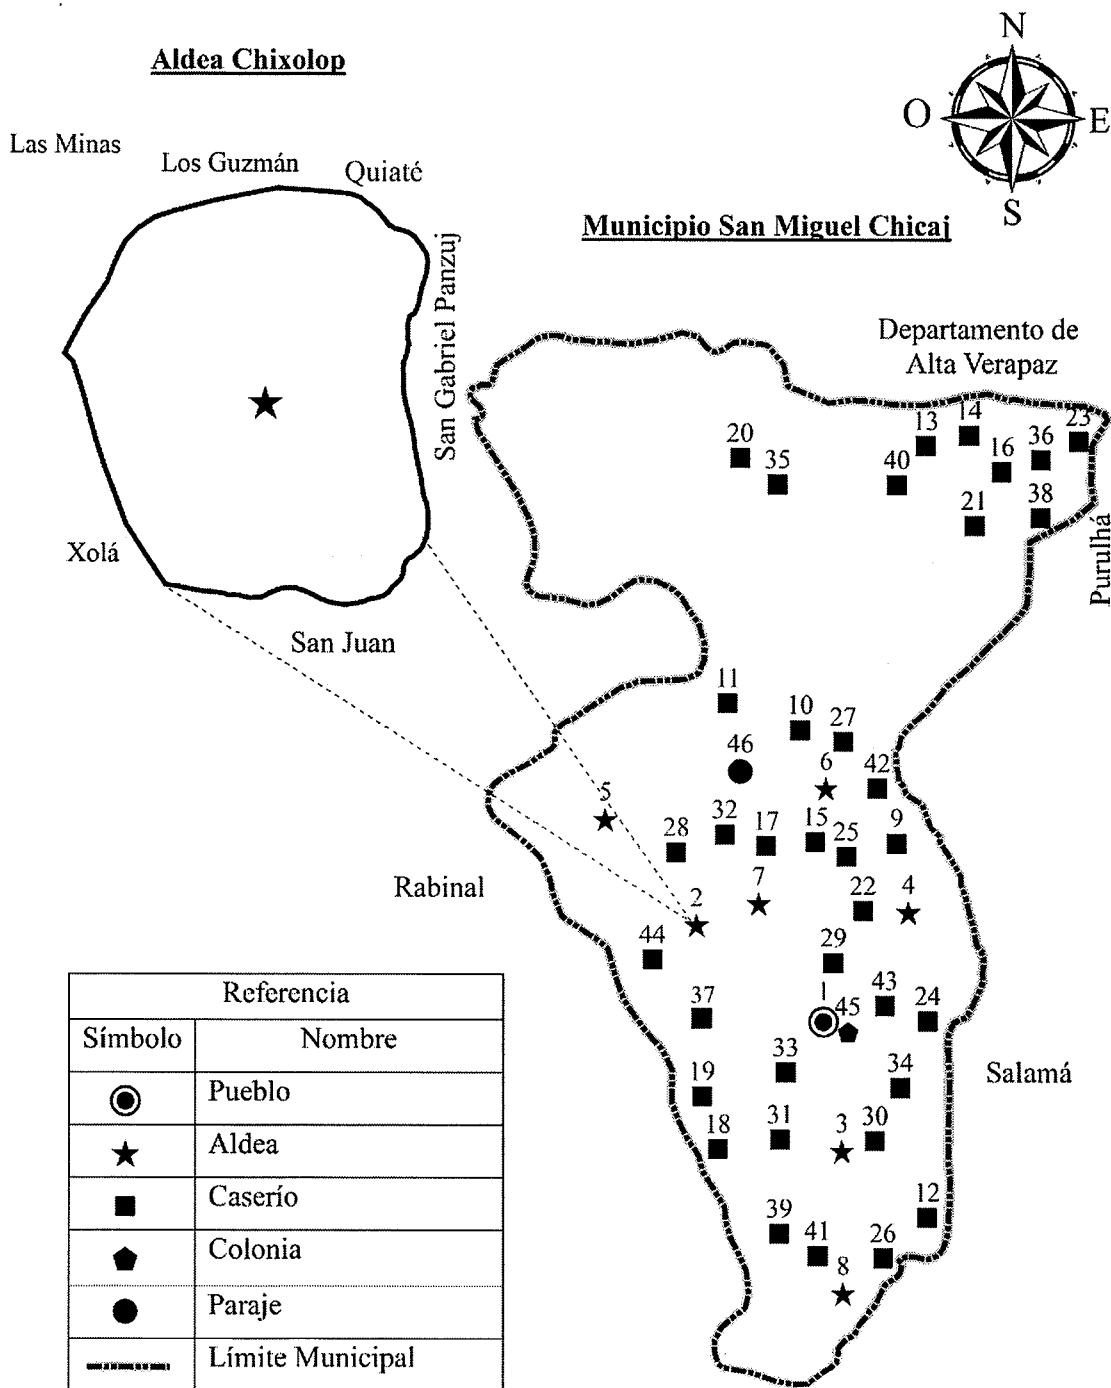 Aldea Chixolop
N
O
E
S
Las Minas
Los Guzmán
Quiaté
San Gabriel Panzuj
Xolá
San Juan
Municipio San Miguel Chicaj
Departamento de
Alta Verapaz
Purulhá
20
35
40
13
14
16
36
23
21
38
11
10
27
46
6
42
5
28
32
17
15
25
9
Rabinal
2
7
22
4
44
29
37
1
45
43
24
Salamá
33
34
19
18
31
3
30
12
39
41
26
8
Referencia
Símbolo
Nombre
Pueblo
Aldea
Caserío
Colonia
Paraje
Límite Municipal